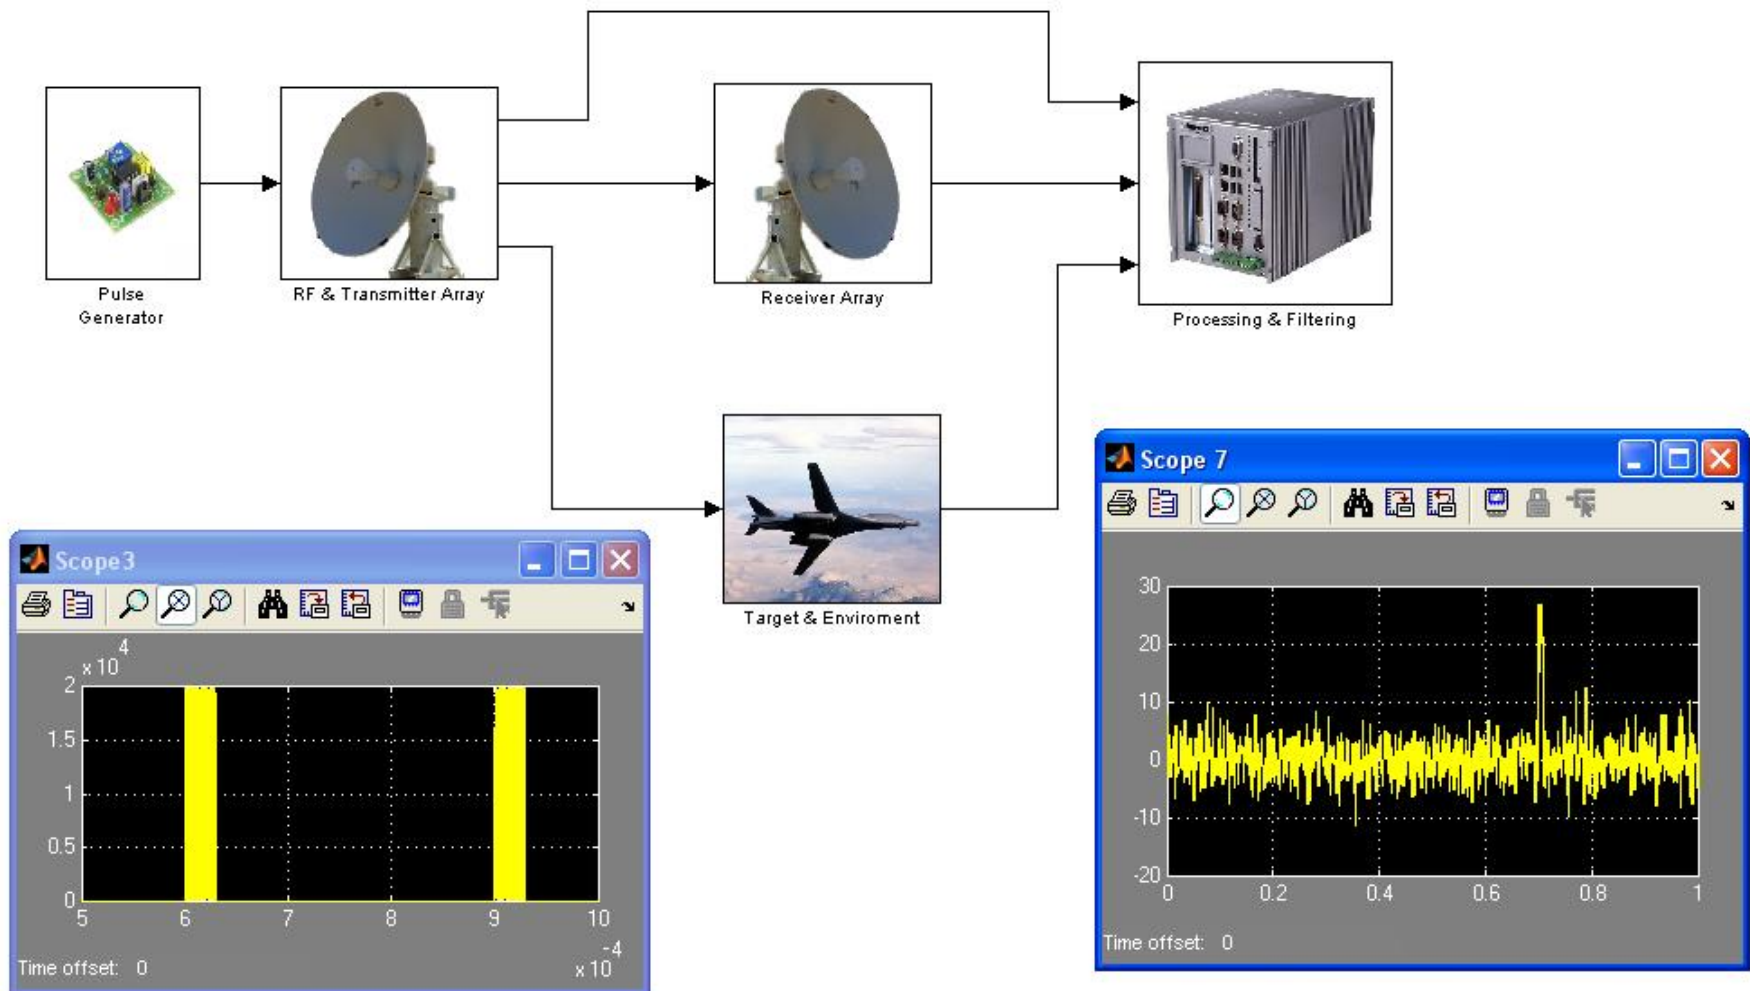 Pulse
Generator
RF & Transmitter Array
Receiver Array
Processing & Filtering
Target & Enviroment
Scope3
x 10
4
2
1.5
1
0.5
0
5
6
7
8
9
10
-4
x 10
Time offset: 0
Scope 7
30
20
10
0
-10
-20
0
0.2
0.4
0.6
0.8
1
Time offset: 0